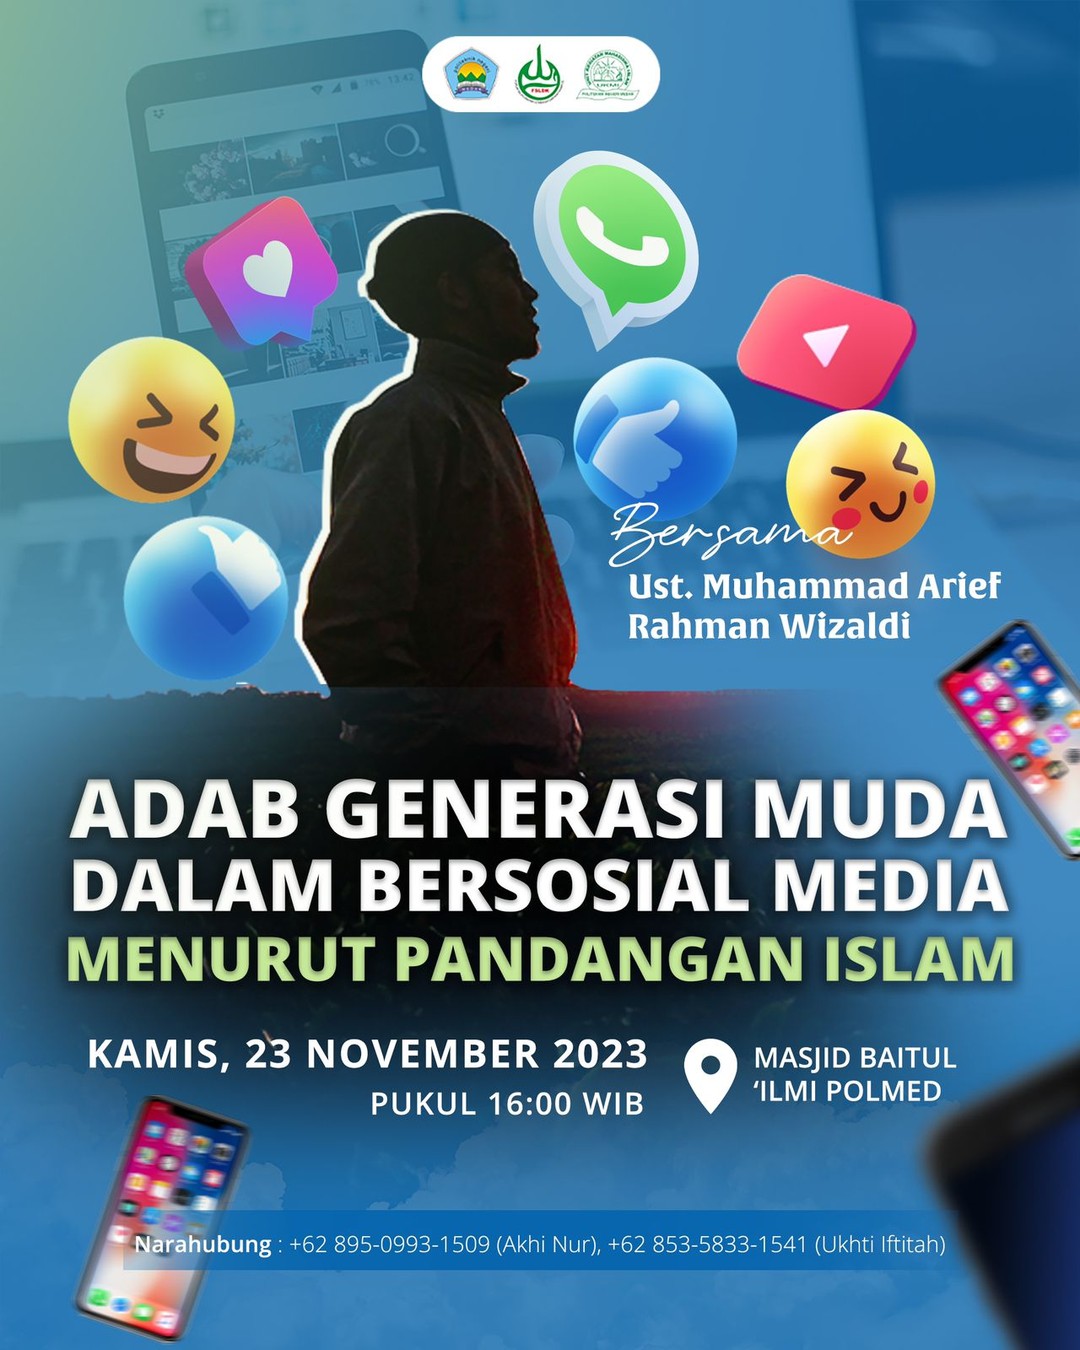 Bersama
Ust. Muhammad Arief
Rahman Wizaldi
ADAB GENERASI MUDA
DALAM BERSOSIAL MEDIA
MENURUT PANDANGAN ISLAM
KAMIS, 23 NOVEMBER 2023
PUKUL 16:00 WIB
MASJID BAITUL
‘ILMI POLMED
Narahubung : +62 895-0993-1509 (Akhi Nur), +62 853-5833-1541 (Ukhti Iftitah)